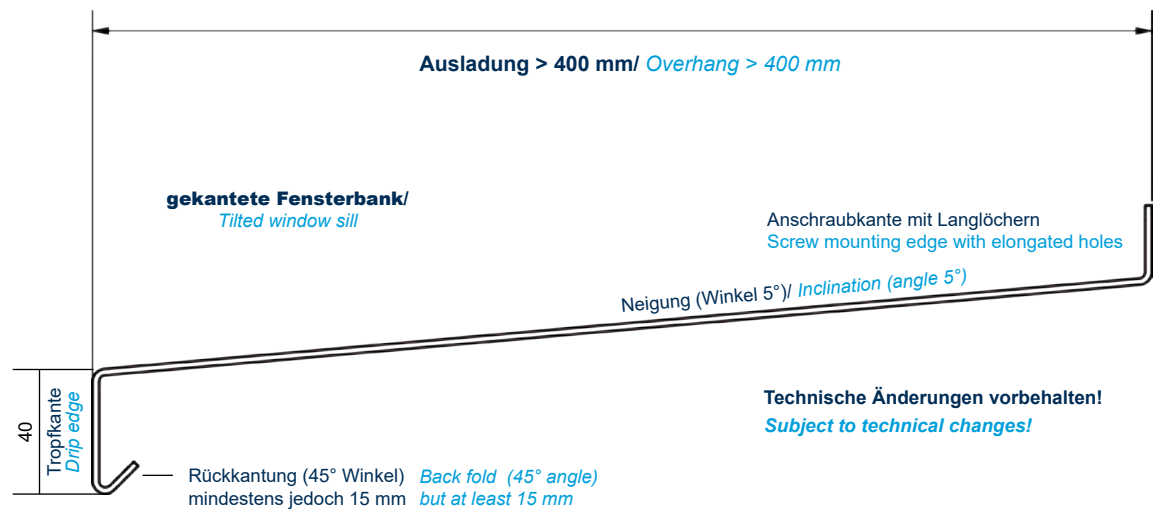 Ausladung > 400 mm/ Overhang > 400 mm
gekantete Fensterbank/
Tilted window sill
Anschraubkante mit Langlöchern
Screw mounting edge with elongated holes
Neigung (Winkel 5°)/ Inclination (angle 5°)
40
Tropfkante
Drip edge
Technische Änderungen vorbehalten!
Subject to technical changes!
Rückkantung (45° Winkel) Back fold (45° angle)
mindestens jedoch 15 mm but at least 15 mm